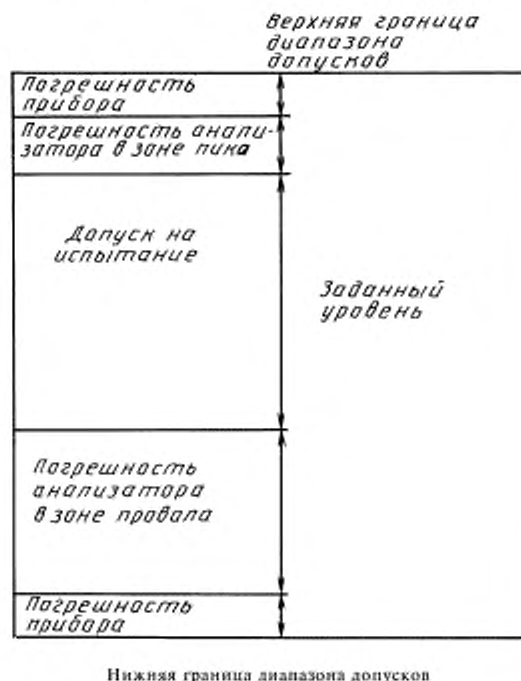 Верхняя граница
диапазона
допусков
Погрешность
прибора
Погрешность анали-
затора в зоне пика
Допуск на
испытание
Заданный
уровень
Погрешность
анализатора
в зоне провала
Погрешность
прибора
Нижняя граница диапазона допусков